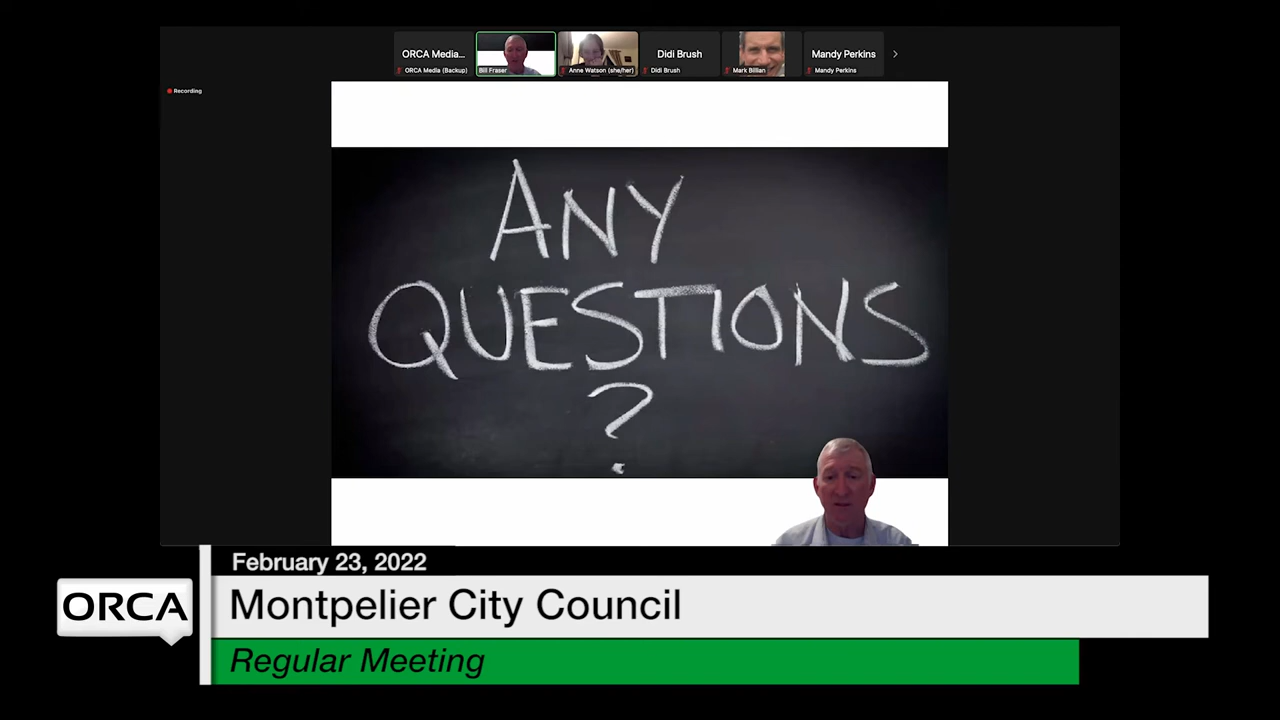 ORCA Media... Didi Brush Mandy Perkins
ORCA Media (Backup) Bill Fraser Anne Watson (she/her) Didi Brush Mark Billian Mandy Perkins
Recording
ANY
QUESTIONS
?
February 23, 2022
ORCA
Montpelier City Council
Regular Meeting